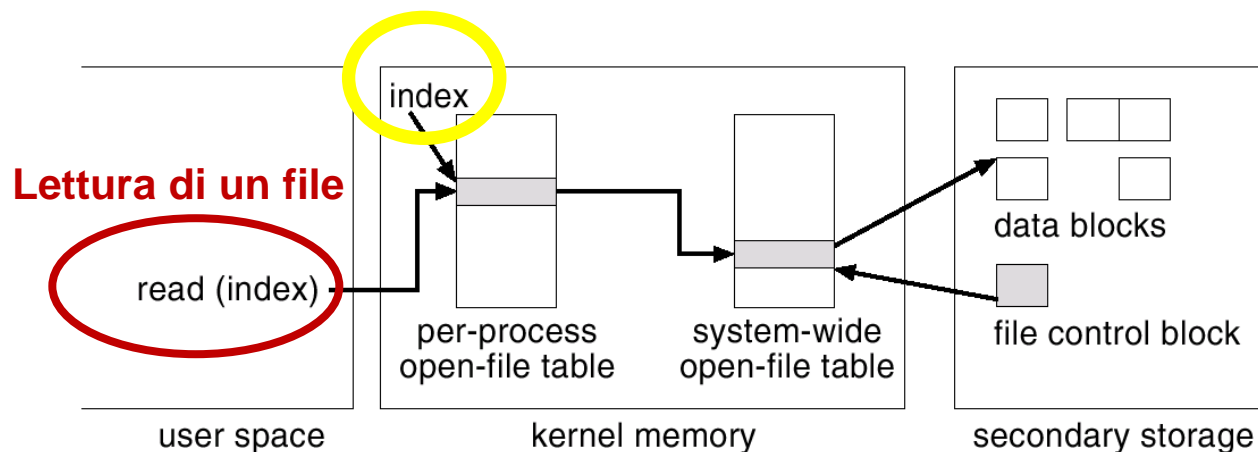 index
Lettura di un file
read (index)
per-process
open-file table
system-wide
open-file table
data blocks
file control block
user space
kernel memory
secondary storage